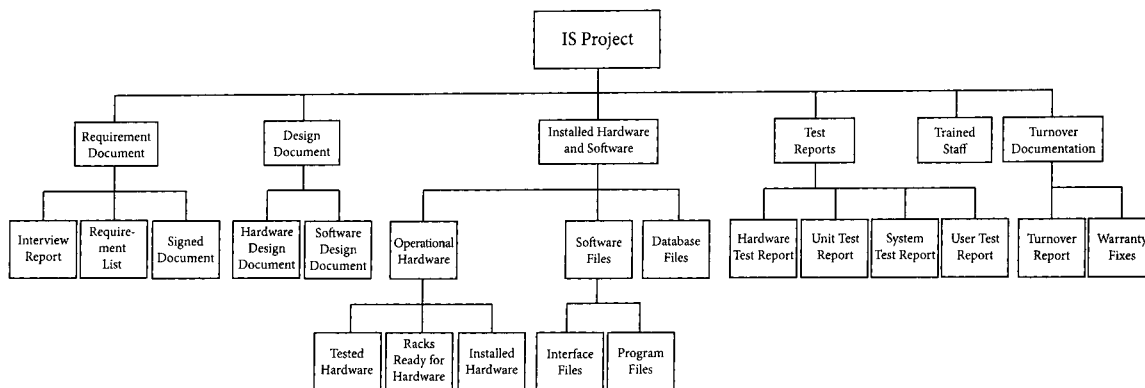 IS Project
Requirement
Document
Design
Document
Installed Hardware
and Software
Test
Reports
Trained
Staff
Turnover
Documentation
Interview
Report
Require-
ment
List
Signed
Document
Hardware
Design
Document
Software
Design
Document
Operational
Hardware
Software
Files
Database
Files
Hardware
Test Report
Unit Test
Report
System
Test Report
User Test
Report
Turnover
Report
Warranty
Fixes
Tested
Hardware
Racks
Ready for
Hardware
Installed
Hardware
Interface
Files
Program
Files